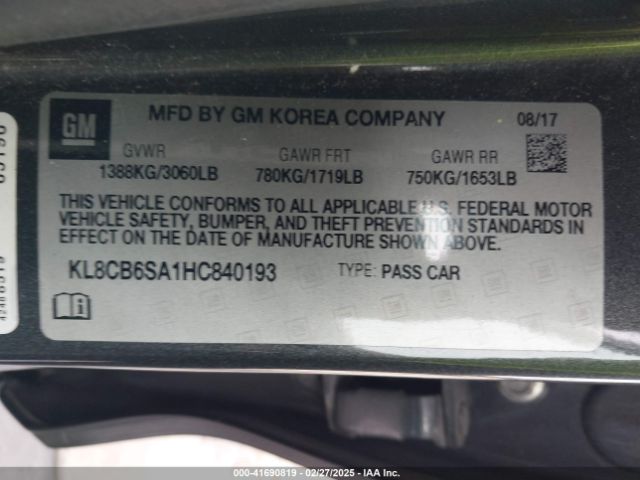 GM
MFD BY GM KOREA COMPANY 08/17
GVWR GAWR FRT GAWR RR
1388KG/3060LB 780KG/1719LB 750KG/1653LB
THIS VEHICLE CONFORMS TO ALL APPLICABLE U.S. FEDERAL MOTOR
VEHICLE SAFETY, BUMPER, AND THEFT PREVENTION STANDARDS IN
EFFECT ON THE DATE OF MANUFACTURE SHOWN ABOVE.
KL8CB6SA1HC840193 TYPE: PASS CAR
000-41690819 - 02/27/2025 - IAA Inc.